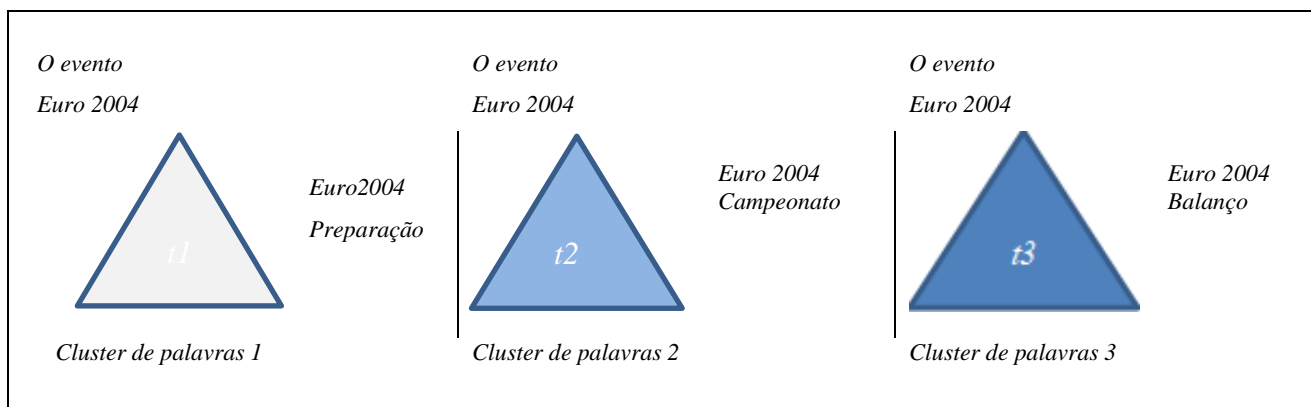 O evento
Euro 2004
t1
Euro2004
Preparação
Cluster de palavras 1
O evento
Euro 2004
t2
Euro 2004
Campeonato
Cluster de palavras 2
O evento
Euro 2004
t3
Euro 2004
Balanço
Cluster de palavras 3